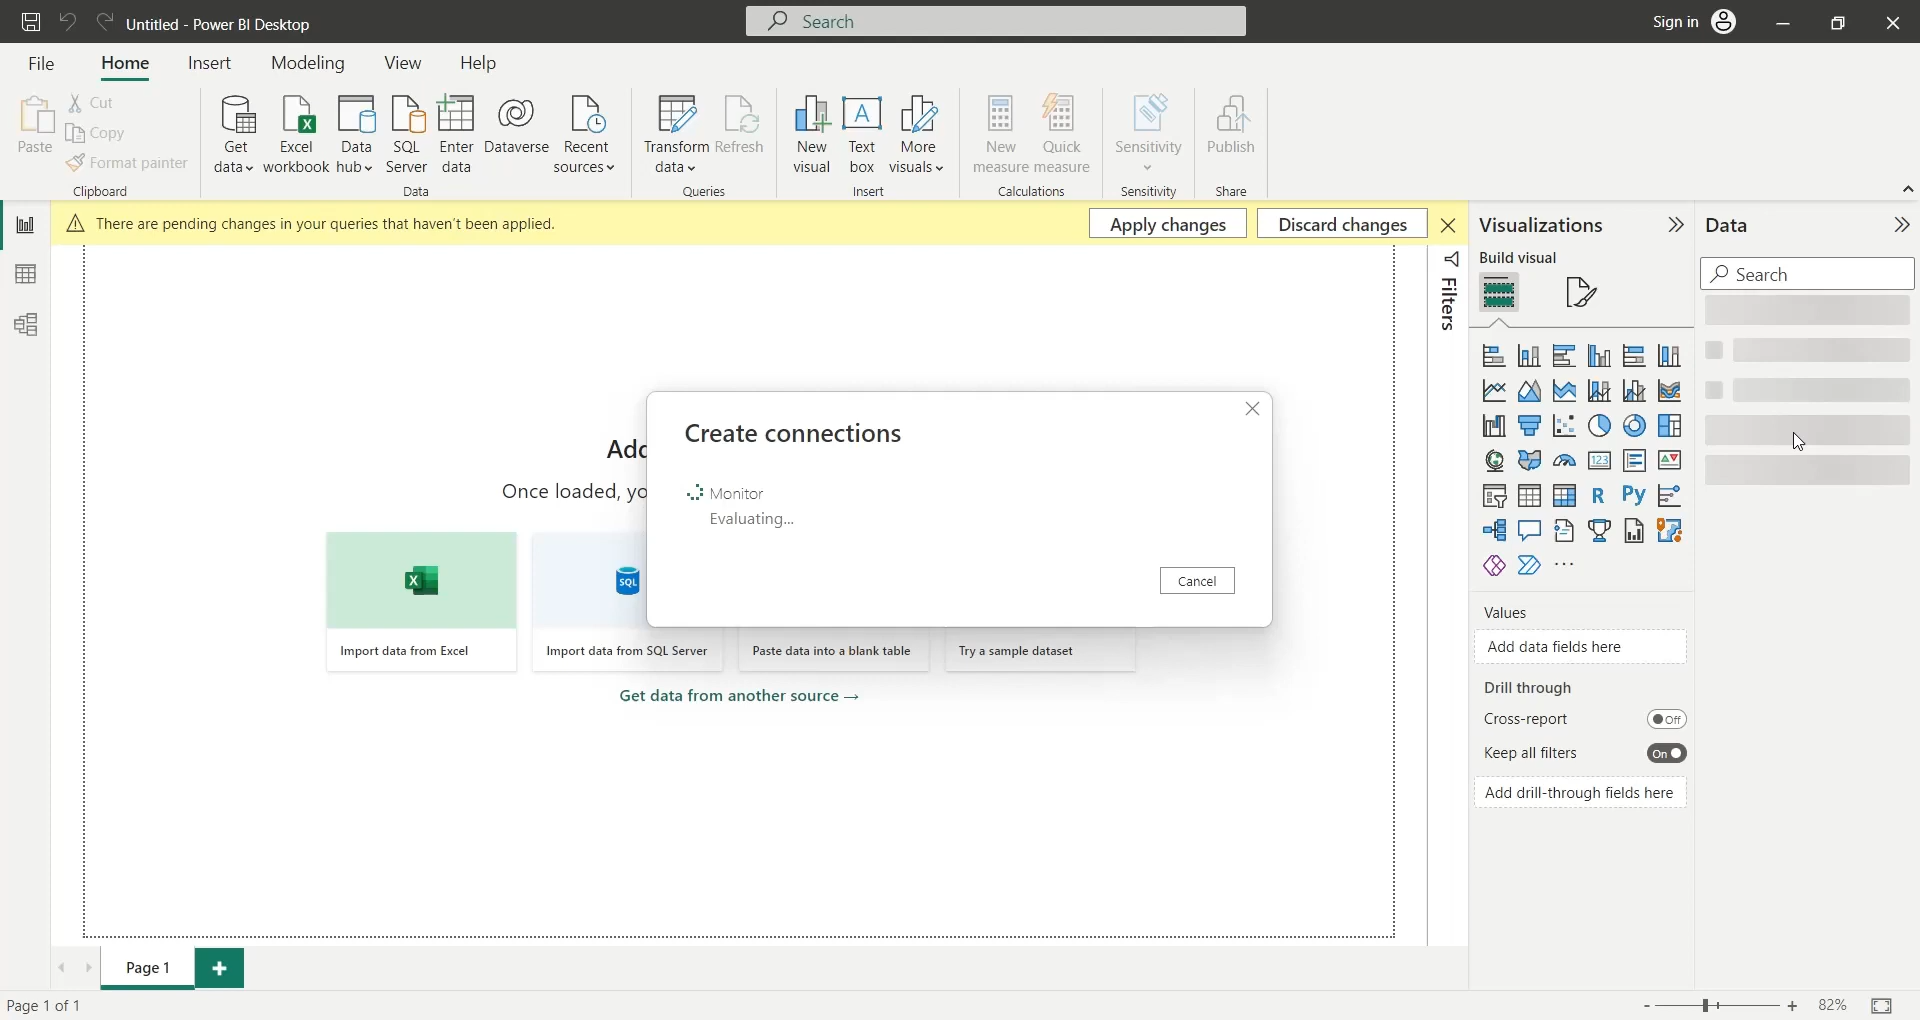 Untitled - Power BI Desktop
Search
Sign in
File
Home
Insert
Modeling
View
Help
Paste
Cut
Copy
Format painter
Clipboard
Get
data
Excel
workbook
Data
hub
SQL
Server
Enter
data
Dataverse
Recent
sources
Data
Transform
data
Refresh
Queries
New
visual
A
Text
box
More
visuals
Insert
New
measure
Quick
measure
Calculations
Sensitivity
Sensitivity
Publish
Share
There are pending changes in your queries that haven't been applied.
Apply changes
Discard changes
Filters
Visualizations
Build visual
123
R
Py
Values
Add data fields here
Drill through
Cross-report
Off
Keep all filters
On
Add drill-through fields here
Data
Search
Add
Once loaded, yo
Create connections
Monitor
Evaluating...
Cancel
X
SQL
Import data from Excel
Import data from SQL Server
Paste data into a blank table
Try a sample dataset
Get data from another source →
Page 1
+
Page 1 of 1
- + 82%